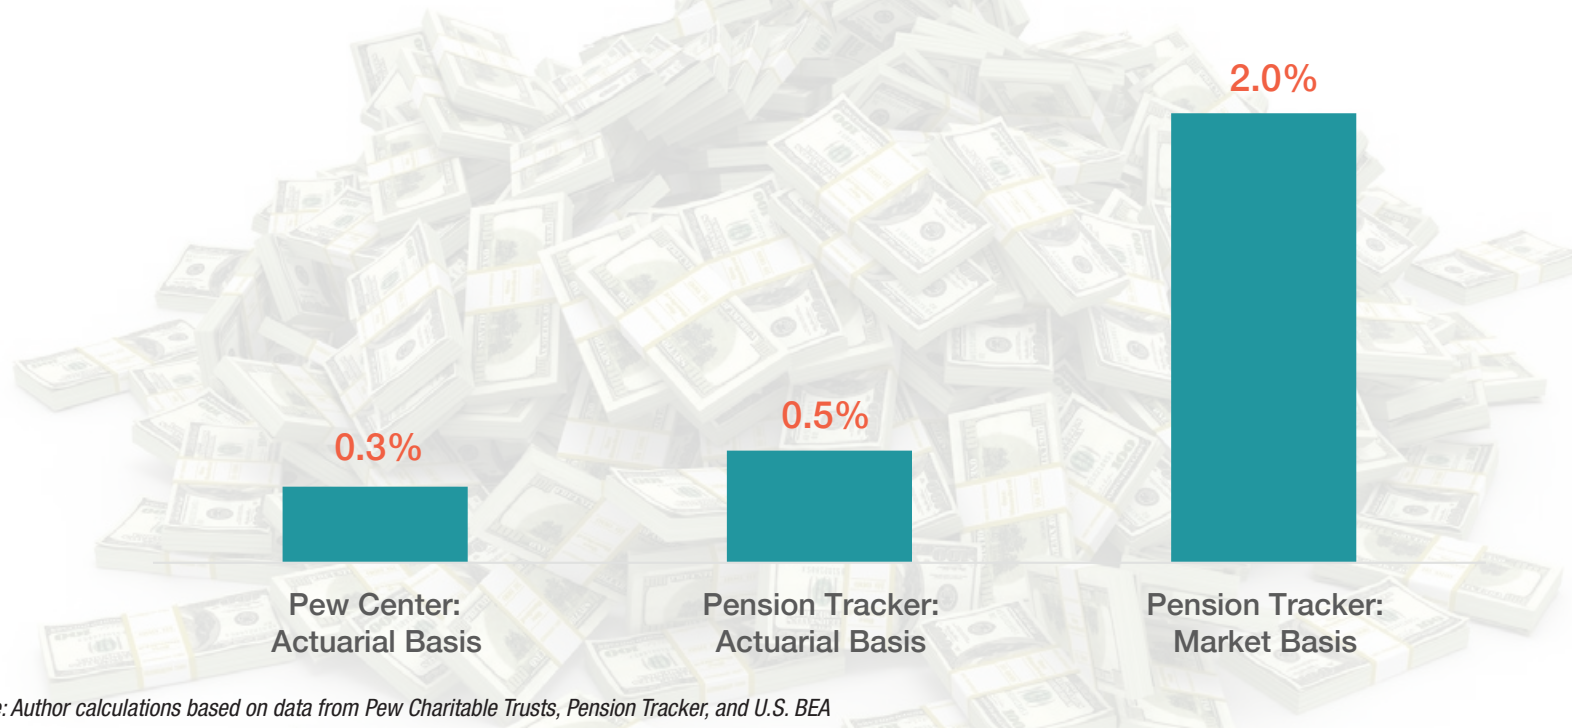 2.0%
0.5%
0.3%
Pew Center:
Actuarial Basis
Pension Tracker:
Actuarial Basis
Pension Tracker:
Market Basis
: Author calculations based on data from Pew Charitable Trusts, Pension Tracker, and U.S. BEA